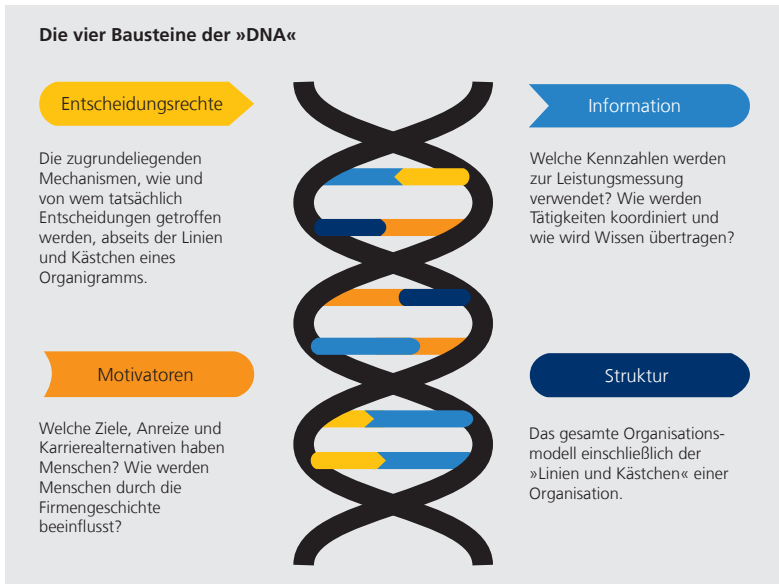 Die vier Bausteine der »DNA«
Entscheidungsrechte
Die zugrundeliegenden
Mechanismen, wie und
von wem tatsächlich
Entscheidungen getroffen
werden, abseits der Linien
und Kästchen eines
Organigramms.
Information
Welche Kennzahlen werden
zur Leistungsmessung
verwendet? Wie werden
Tätigkeiten koordiniert und
wie wird Wissen übertragen?
Motivatoren
Welche Ziele, Anreize und
Karrierealternativen haben
Menschen? Wie werden
Menschen durch die
Firmengeschichte
beeinflusst?
Struktur
Das gesamte Organisations-
modell einschließlich der
»Linien und Kästchen« einer
Organisation.